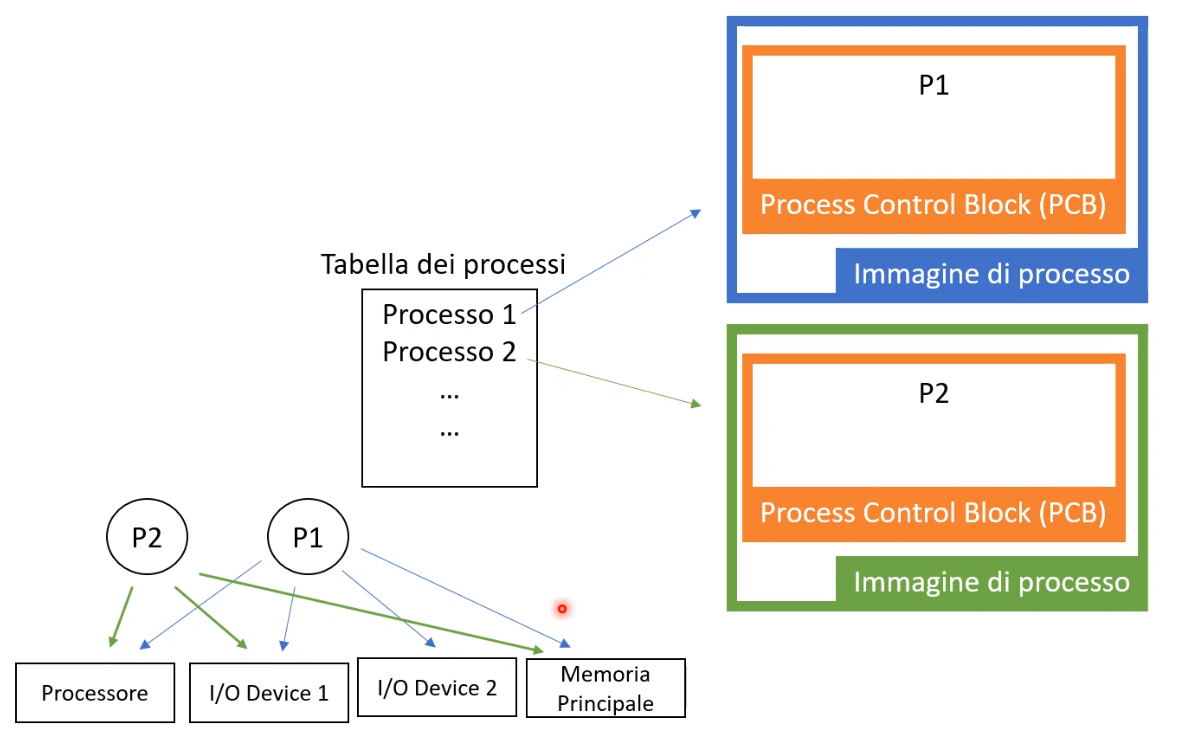 P1
Process Control Block (PCB)
Immagine di processo
Tabella dei processi
Processo 1
Processo 2
...
...
P2
Process Control Block (PCB)
Immagine di processo
P2
P1
Processore
I/O Device 1
I/O Device 2
Memoria
Principale